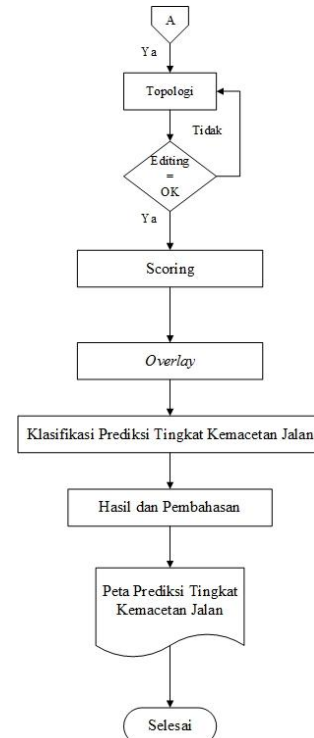 A
Ya
Topologi
Tidak
Editing
=
OK
Ya
Scoring
Overlay
Klasifikasi Prediksi Tingkat Kemacetan Jalan
Hasil dan Pembahasan
Peta Prediksi Tingkat
Kemacetan Jalan
Selesai